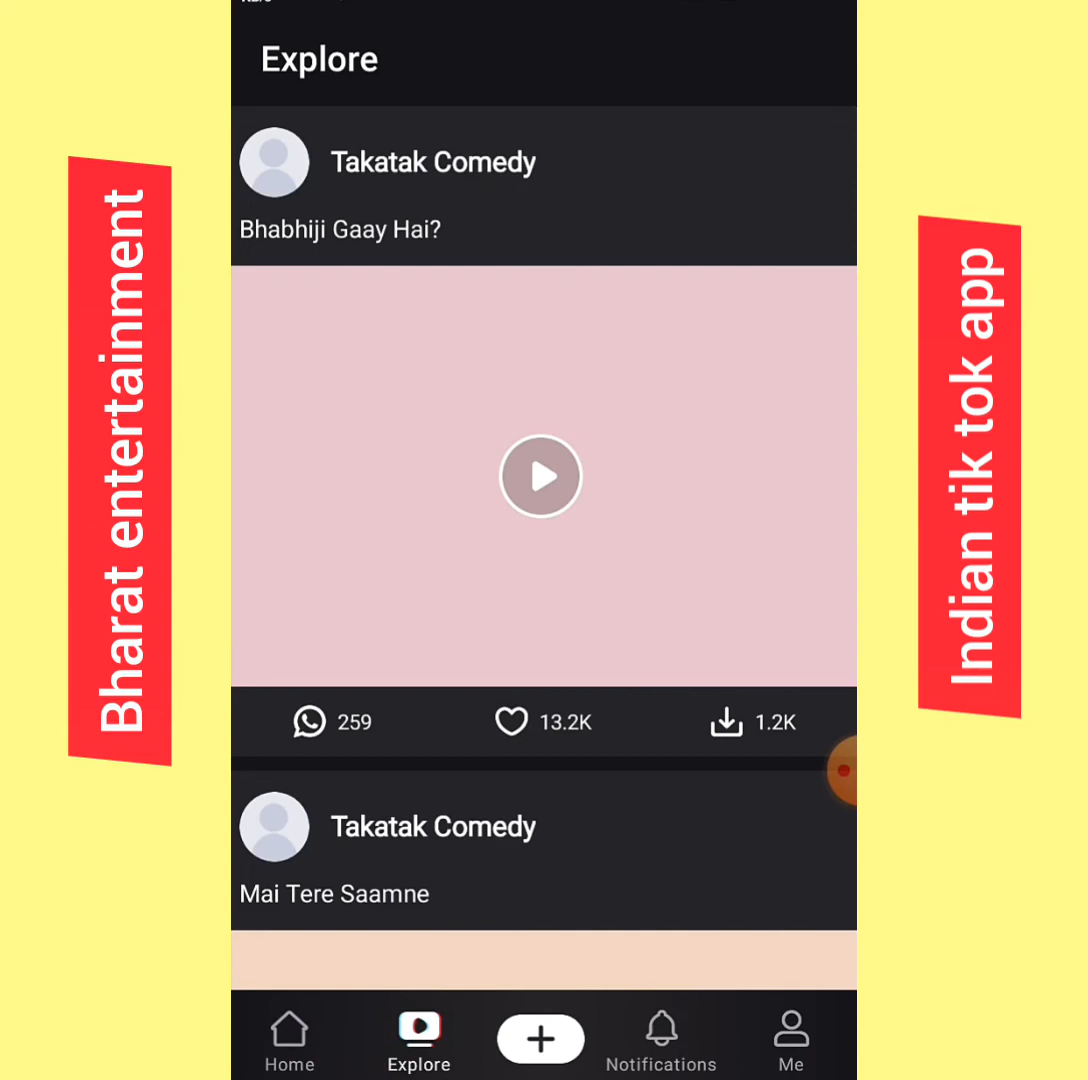 Explore
Takatak Comedy
Bhabhiji Gaay Hai?
259
13.2K
1.2K
Takatak Comedy
Mai Tere Saamne
Home
Explore
Notifications
Me
Bharat entertainment
Indian tik tok app